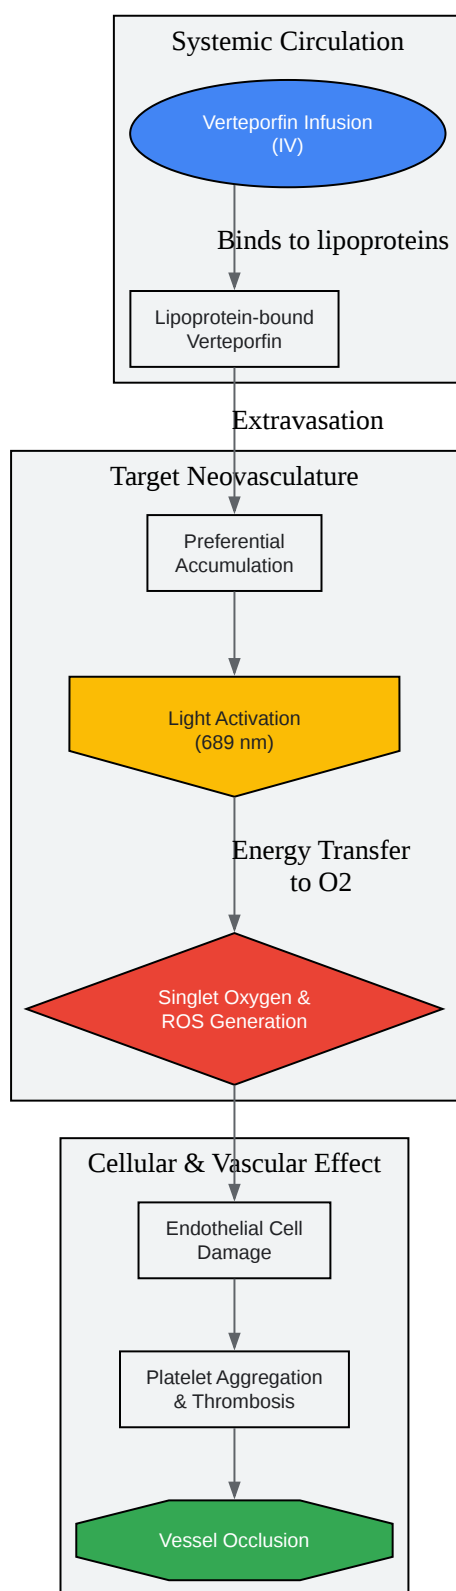 Systemic Circulation
Verteporfin Infusion
(IV)
Binds to lipoproteins
Lipoprotein-bound
Verteporfin
Extravasation
Target Neovasculature
Preferential
Accumulation
Light Activation
(689 nm)
Energy Transfer
to O2
Singlet Oxygen &
ROS Generation
Cellular & Vascular Effect
Endothelial Cell
Damage
Platelet Aggregation
& Thrombosis
Vessel Occlusion